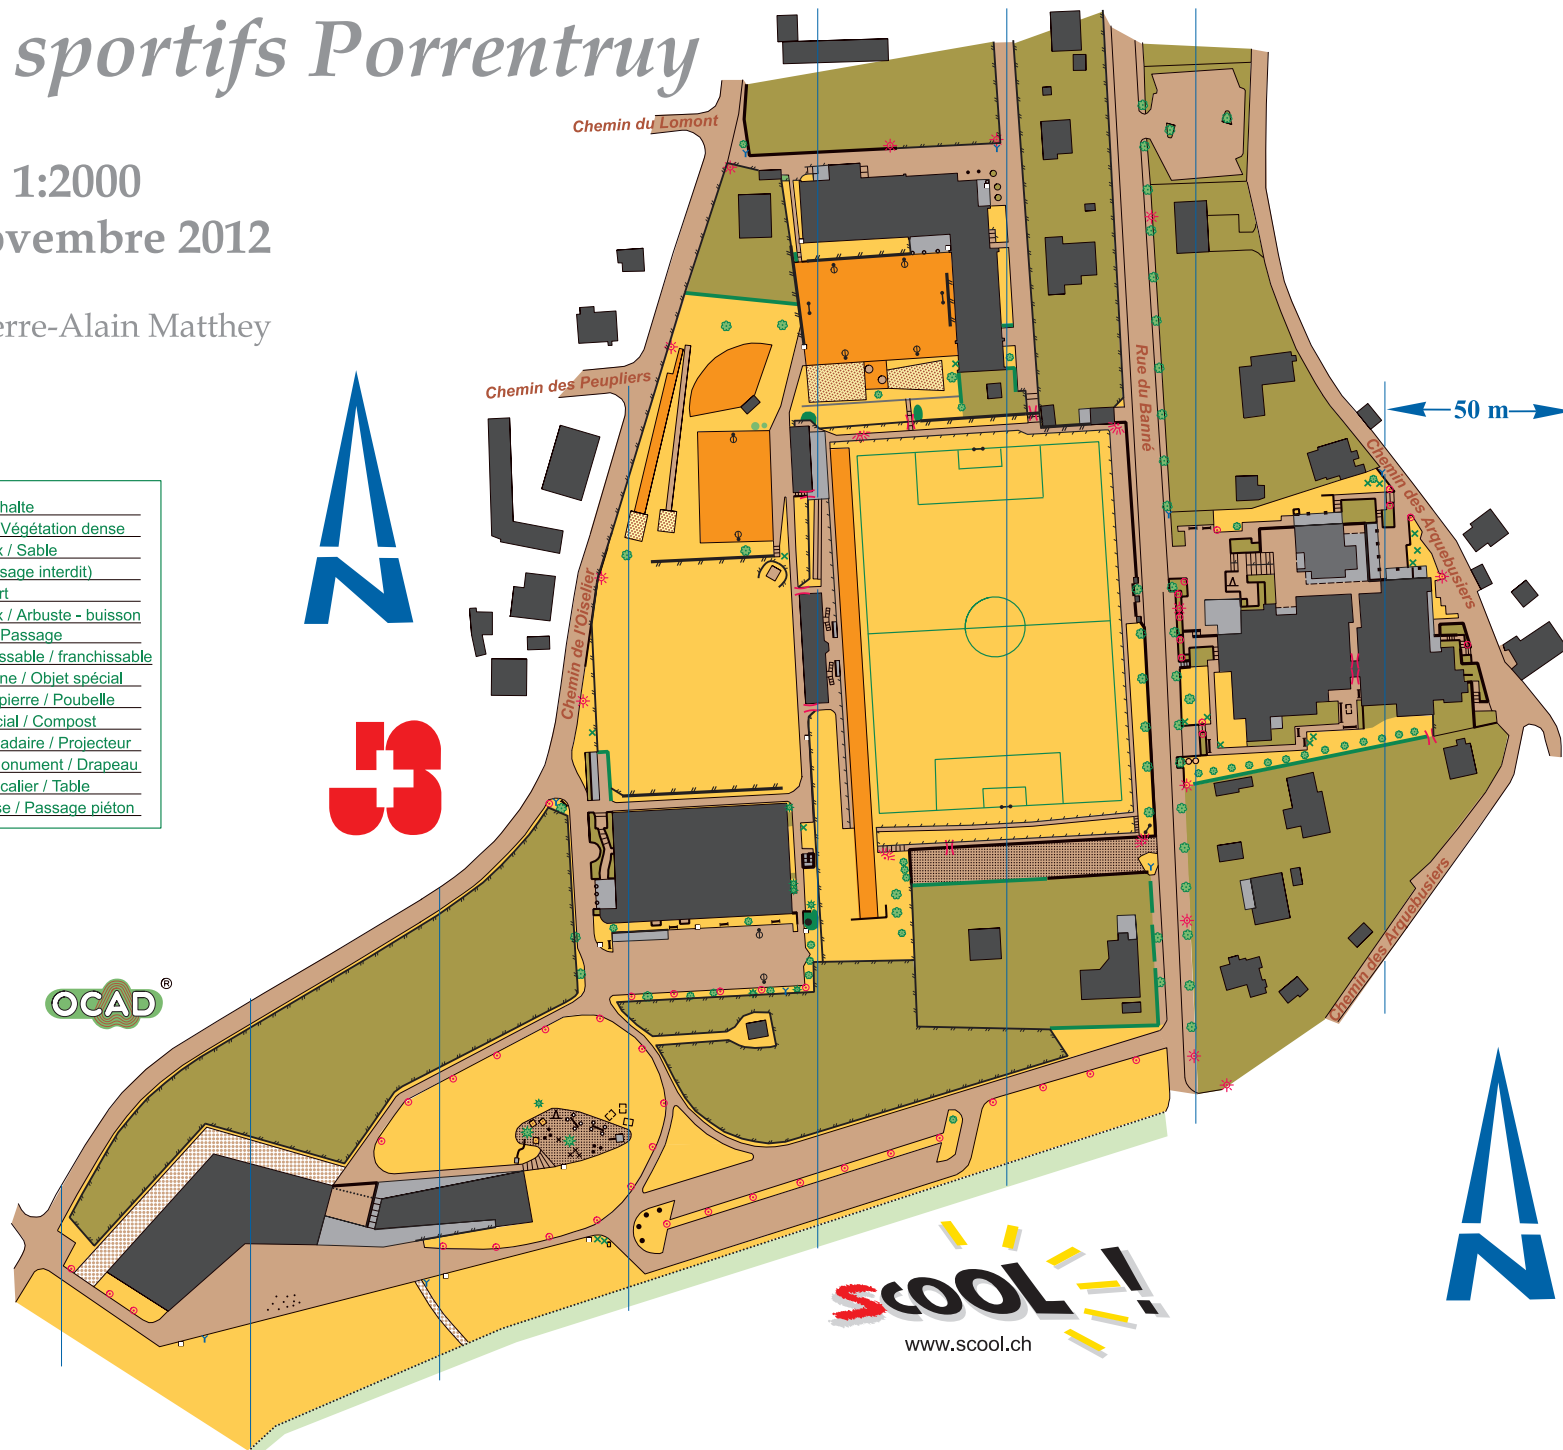 sportifs Porrentruy
1:2000
ovembre 2012
erre-Alain Matthey
halte
Végétation dense
x / Sable
sage interdit)
rt
x / Arbuste - buisson
Passage
ssable / franchissable
ne / Objet spécial
pierre / Poubelle
cial / Compost
adaire / Projecteur
onument / Drapeau
calier / Table
se / Passage piéton
Chemin du Lomont
Chemin des Peupliers
Chemin de l'Oiselier
Rue du Banné
Chemin des Arquebusiers
Chemin des Arquebusiers
50 m
N
N
OCAD ®
SCOOL !
www.scool.ch